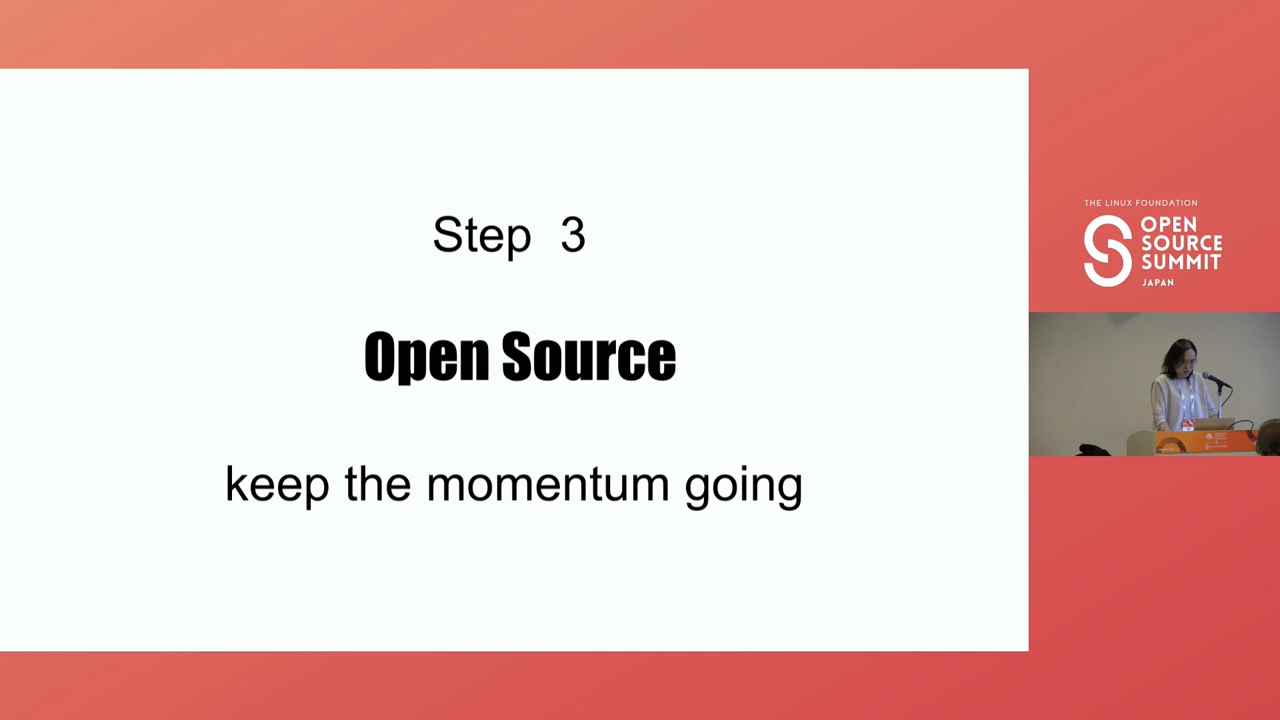 Step 3
Open Source
keep the momentum going
THE LINUX FOUNDATION
OPEN
SOURCE
SUMMIT
JAPAN